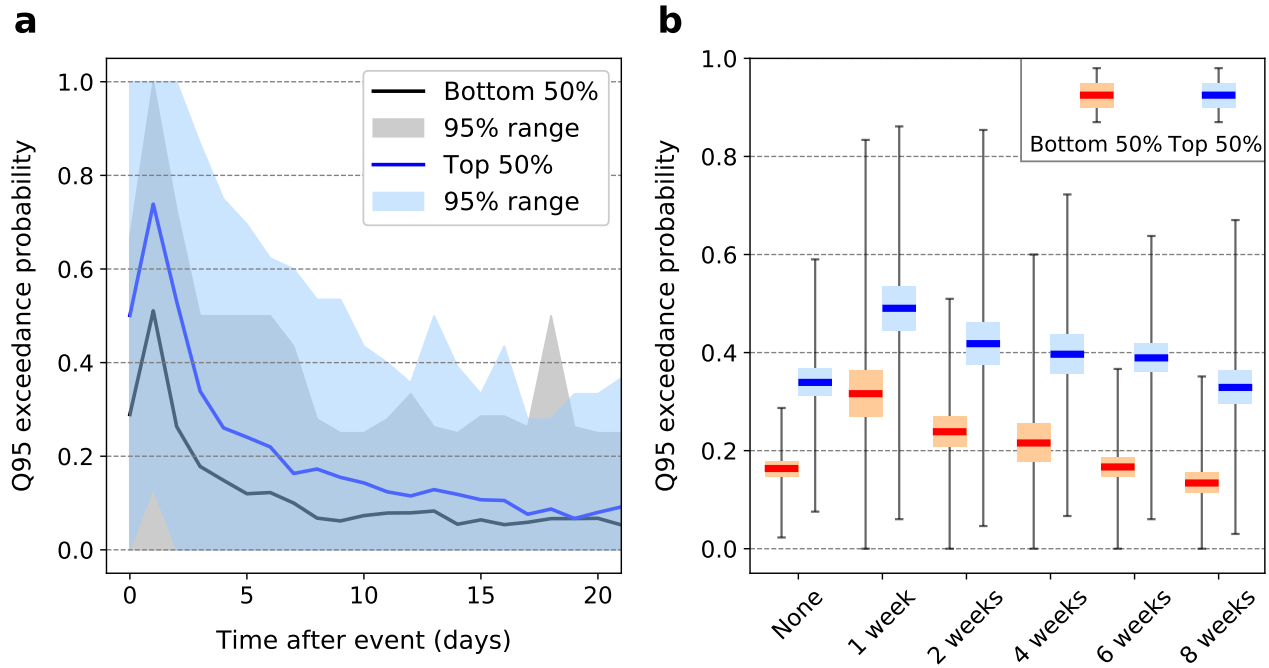 a
Q95 exceedance probability
1.0
0.8
0.6
0.4
0.2
0.0
Bottom 50%
95% range
Top 50%
95% range
0 5 10 15 20
Time after event (days)
b
Q95 exceedance probability
1.0
0.8
0.6
0.4
0.2
0.0
Bottom 50% Top 50%
None
1 week
2 weeks
4 weeks
6 weeks
8 weeks